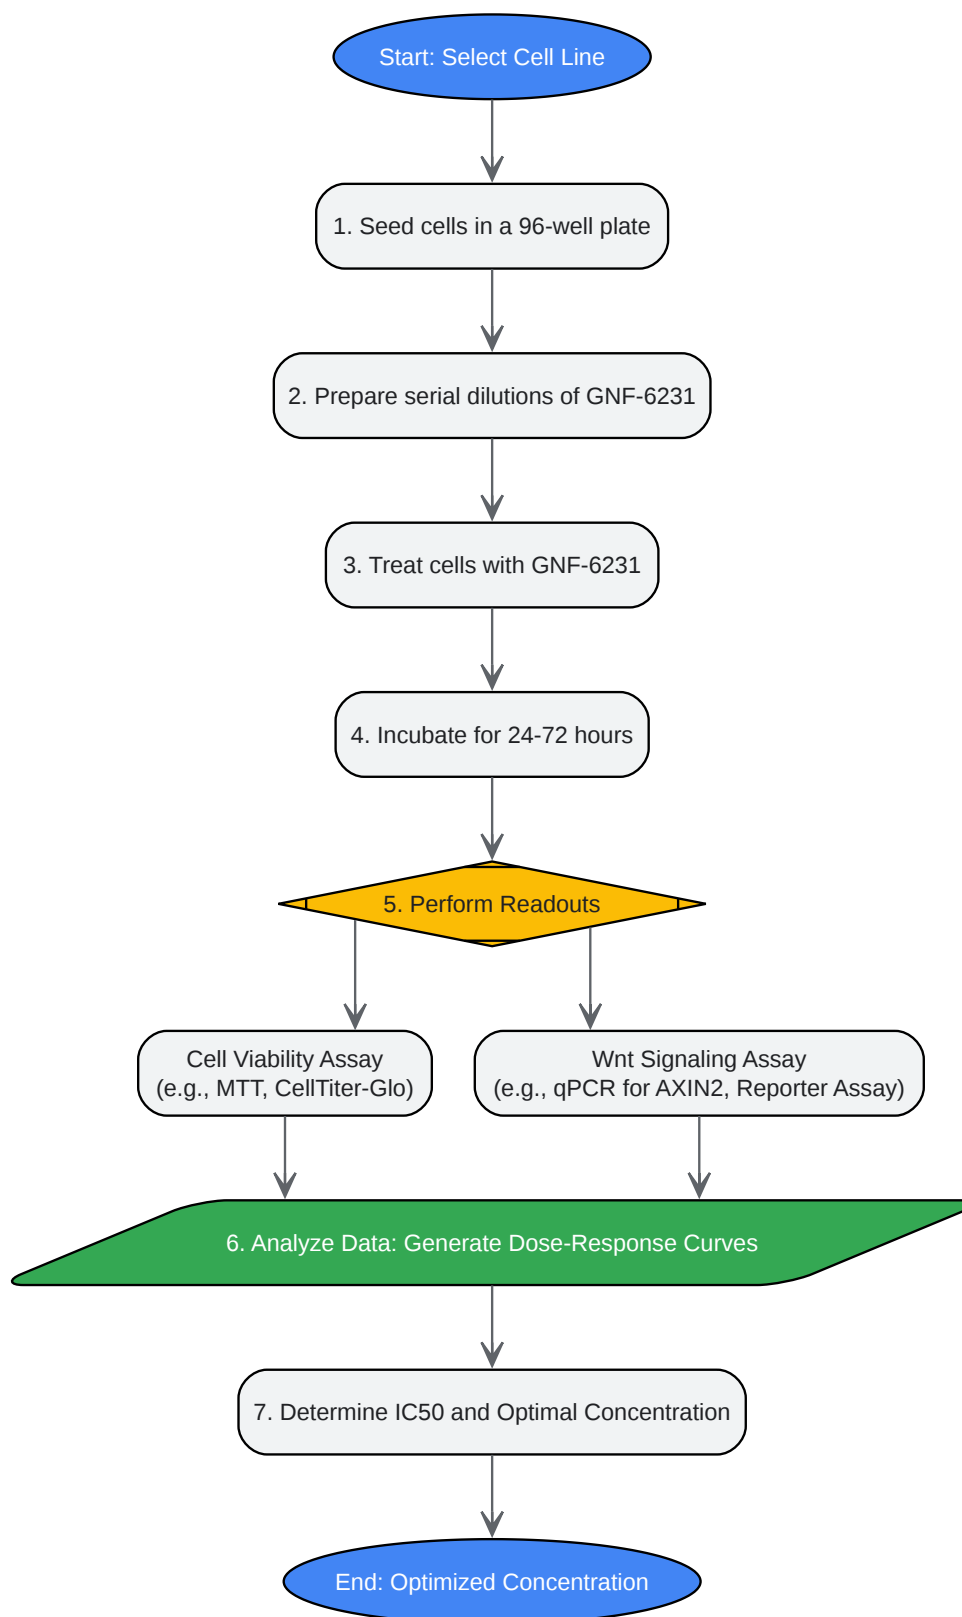 Start: Select Cell Line
1. Seed cells in a 96-well plate
2. Prepare serial dilutions of GNF-6231
3. Treat cells with GNF-6231
4. Incubate for 24-72 hours
5. Perform Readouts
Cell Viability Assay
(e.g., MTT, CellTiter-Glo)
Wnt Signaling Assay
(e.g., qPCR for AXIN2, Reporter Assay)
6. Analyze Data: Generate Dose-Response Curves
7. Determine IC50 and Optimal Concentration
End: Optimized Concentration